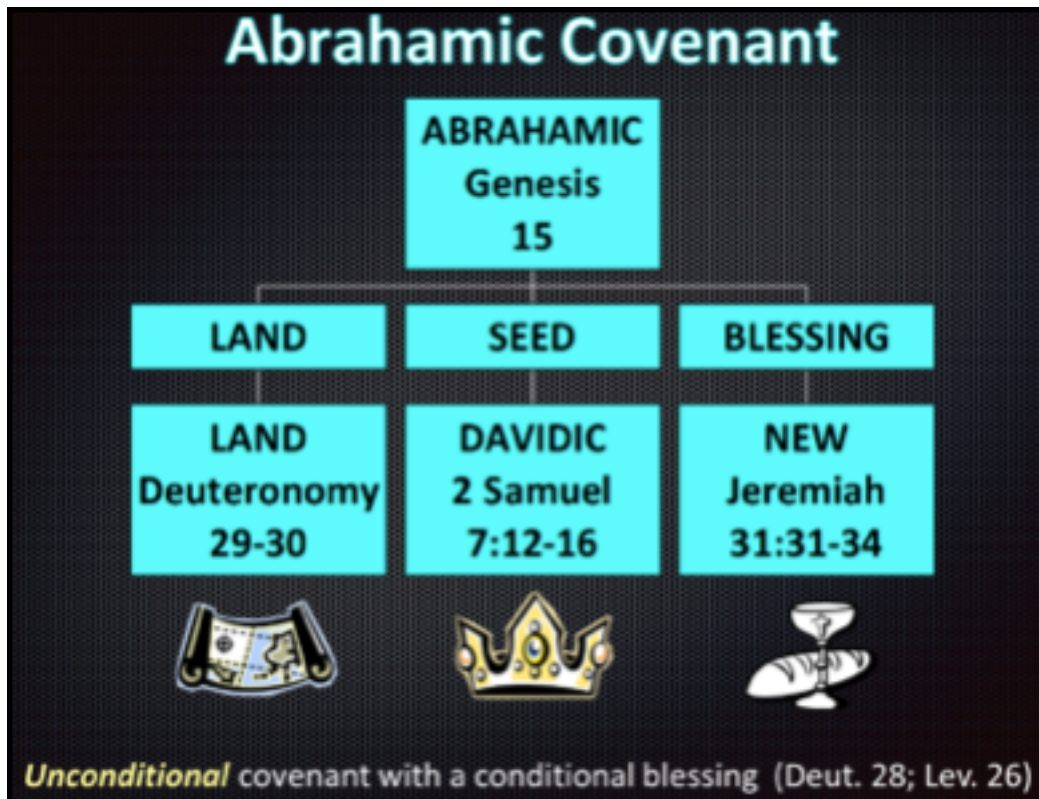 Abrahamic Covenant
ABRAHAMIC
Genesis
15
LAND
SEED
BLESSING
LAND
Deuteronomy
29-30
DAVIDIC
2 Samuel
7:12-16
NEW
Jeremiah
31:31-34
Unconditional covenant with a conditional blessing (Deut. 28; Lev. 26)